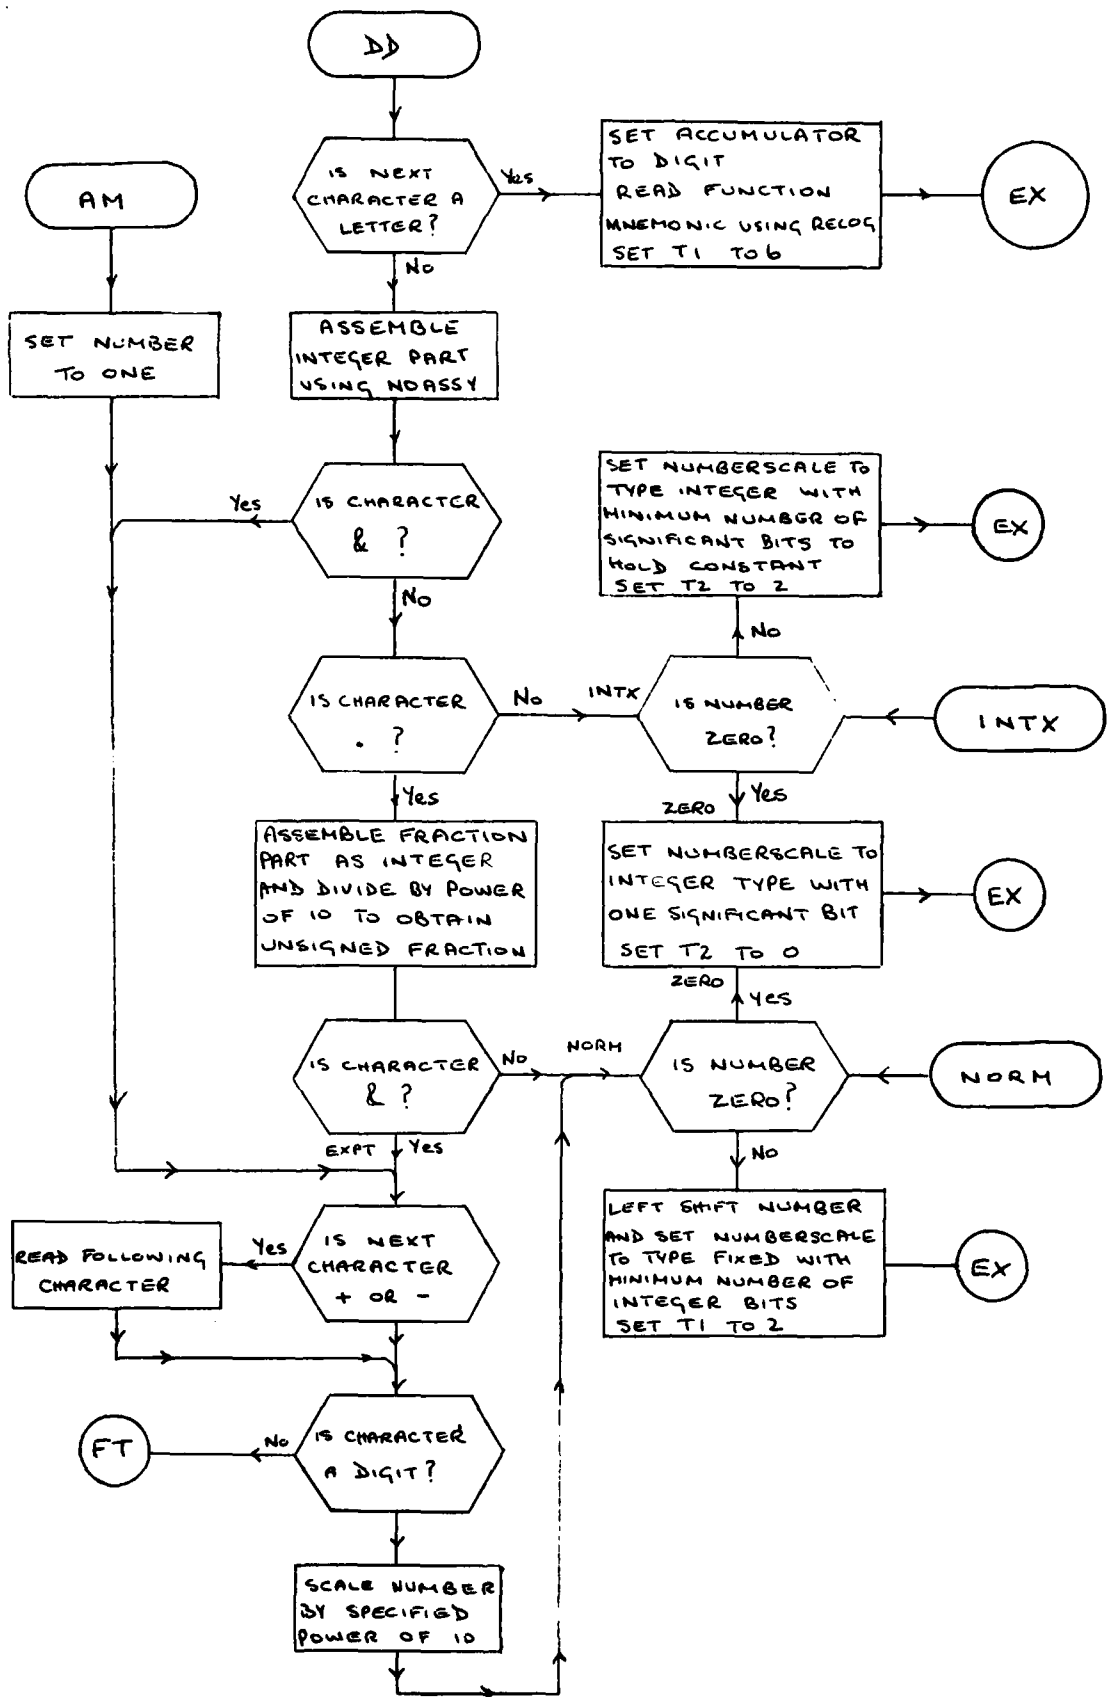 DD
IS NEXT
CHARACTER A
LETTER?
Yes
SET ACCUMULATOR
TO DIGIT
READ FUNCTION
MNEMONIC USING RELOG
SET T1 TO 6
EX
AM
No
SET NUMBER
TO ONE
ASSEMBLE
INTEGER PART
USING NOASSY
Yes
IS CHARACTER
& ?
SET NUMBERSCALE TO
TYPE INTEGER WITH
MINIMUM NUMBER OF
SIGNIFICANT BITS TO
HOLD CONSTANT
SET T2 TO 2
EX
No
No
IS CHARACTER
. ?
No
INTX
IS NUMBER
ZERO?
INTX
Yes
ZERO
Yes
ASSEMBLE FRACTION
PART AS INTEGER
AND DIVIDE BY POWER
OF 10 TO OBTAIN
UNSIGNED FRACTION
SET NUMBERSCALE TO
INTEGER TYPE WITH
ONE SIGNIFICANT BIT
SET T2 TO 0
EX
ZERO
Yes
IS CHARACTER
& ?
No
NORM
IS NUMBER
ZERO?
NORM
EXPT
Yes
No
IS NEXT
CHARACTER
+ OR -
Yes
READ FOLLOWING
CHARACTER
LEFT SHIFT NUMBER
AND SET NUMBERSCALE
TO TYPE FIXED WITH
MINIMUM NUMBER OF
INTEGER BITS
SET T1 TO 2
EX
FT
No
IS CHARACTER
A DIGIT?
SCALE NUMBER
BY SPECIFIED
POWER OF 10